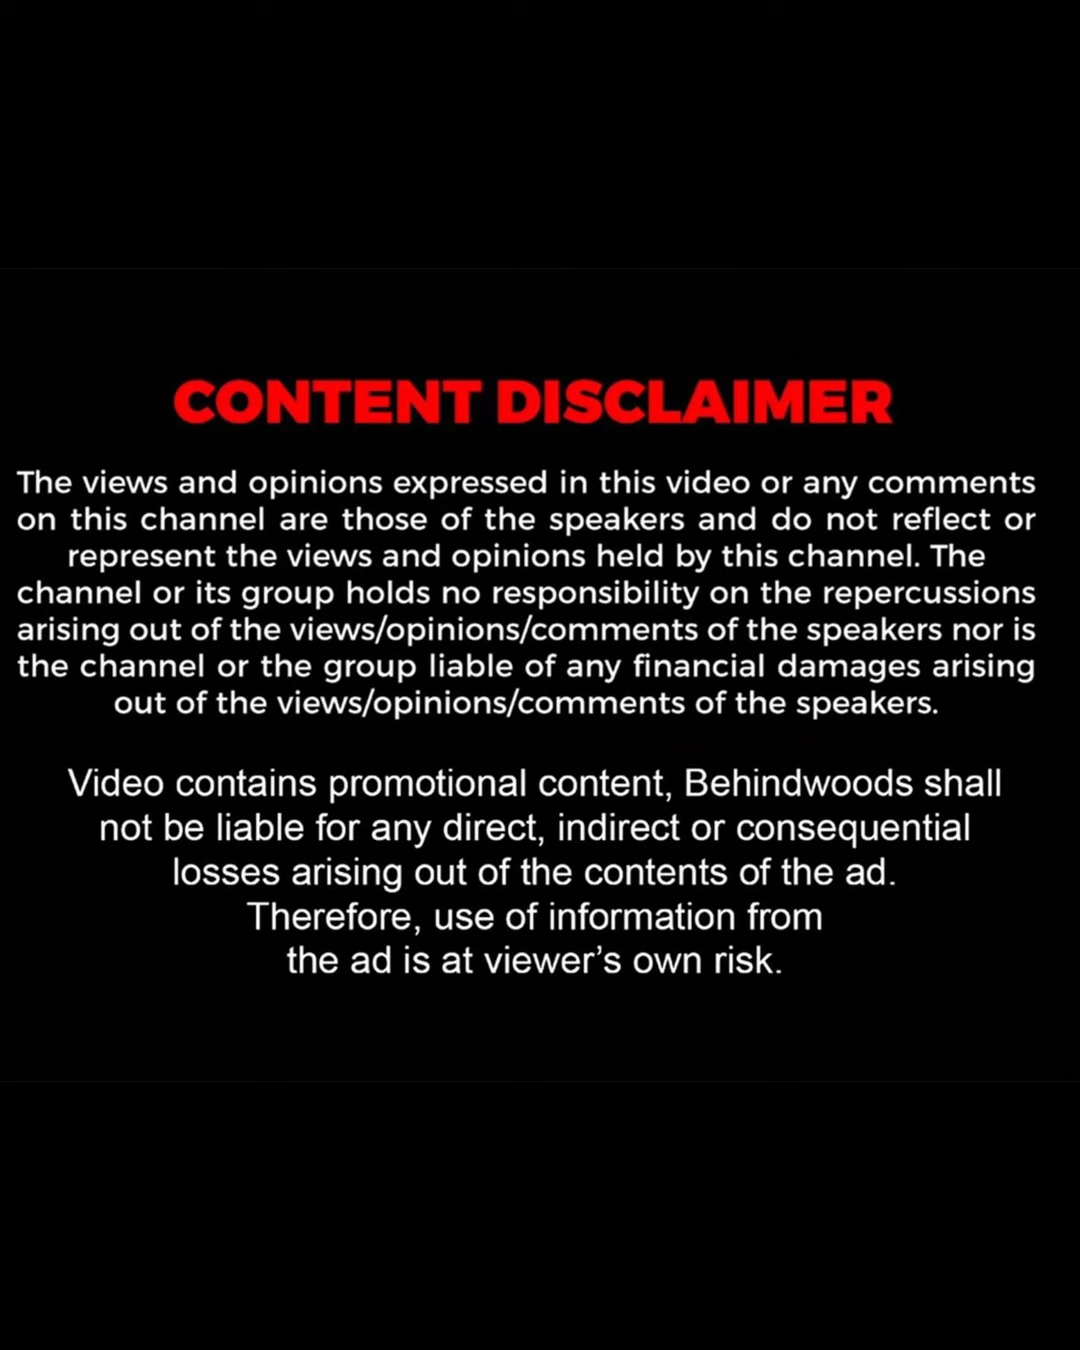 CONTENT DISCLAIMER
The views and opinions expressed in this video or any comments
on this channel are those of the speakers and do not reflect or
represent the views and opinions held by this channel. The
channel or its group holds no responsibility on the repercussions
arising out of the views/opinions/comments of the speakers nor is
the channel or the group liable of any financial damages arising
out of the views/opinions/comments of the speakers.
Video contains promotional content, Behindwoods shall
not be liable for any direct, indirect or consequential
losses arising out of the contents of the ad.
Therefore, use of information from
the ad is at viewer’s own risk.